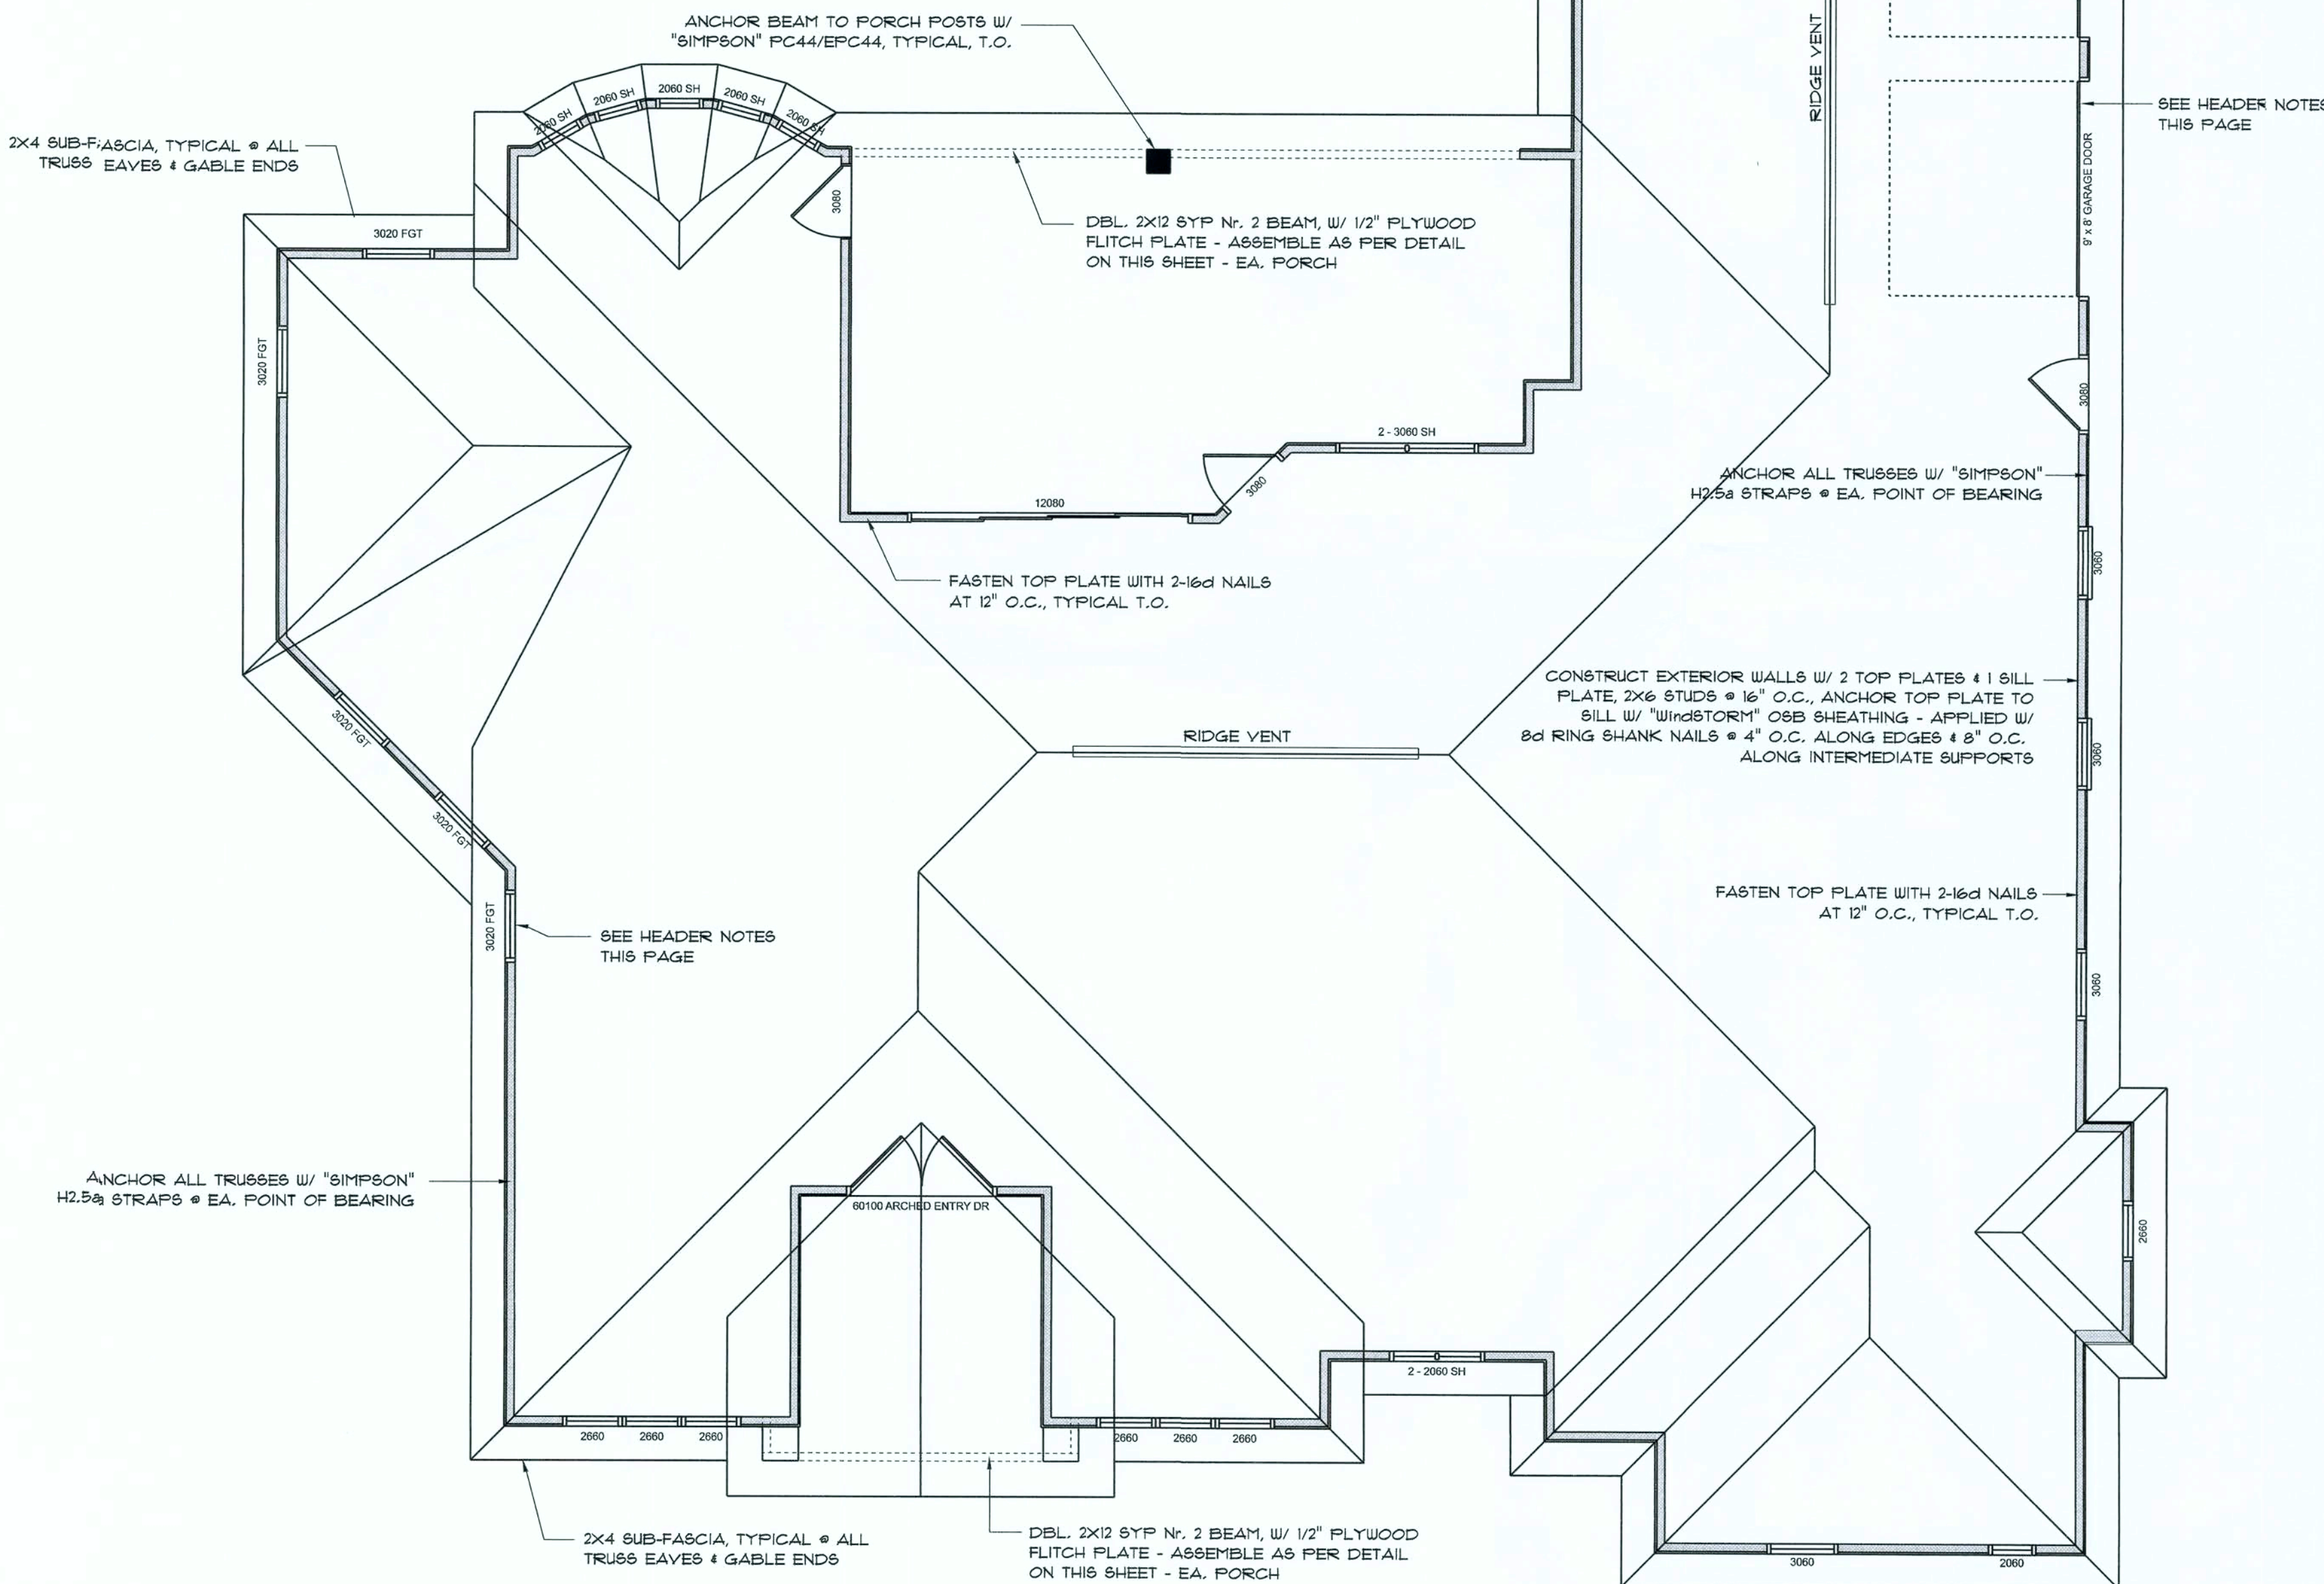 ANCHOR BEAM TO PORCH POSTS W/
"SIMPSON" PC44/EPC44, TYPICAL, T.O.
RIDGE VENT
SEE HEADER NOTES
THIS PAGE
9' x 8' GARAGE DOOR
2060 SH
2060 SH
2060 SH
2060 SH
2060 SH
2X4 SUB-FASCIA, TYPICAL @ ALL
TRUSS EAVES & GABLE ENDS
3080
3020 FGT
DBL. 2X12 SYP Nr. 2 BEAM, W/ 1/2" PLYWOOD
FLITCH PLATE - ASSEMBLE AS PER DETAIL
ON THIS SHEET - EA. PORCH
3020 FGT
3080
2 - 3060 SH
ANCHOR ALL TRUSSES W/ "SIMPSON"
H2.5a STRAPS @ EA. POINT OF BEARING
3080
12080
3060
FASTEN TOP PLATE WITH 2-16d NAILS
AT 12" O.C., TYPICAL T.O.
CONSTRUCT EXTERIOR WALLS W/ 2 TOP PLATES & 1 SILL
PLATE, 2X6 STUDS @ 16" O.C., ANCHOR TOP PLATE TO
SILL W/ "WindSTORM" OSB SHEATHING - APPLIED W/
8d RING SHANK NAILS @ 4" O.C. ALONG EDGES & 8" O.C.
ALONG INTERMEDIATE SUPPORTS
3020 FGT
RIDGE VENT
3060
3020 FGT
FASTEN TOP PLATE WITH 2-16d NAILS
AT 12" O.C., TYPICAL T.O.
3020 FGT
SEE HEADER NOTES
THIS PAGE
3060
ANCHOR ALL TRUSSES W/ "SIMPSON"
H2.5a STRAPS @ EA. POINT OF BEARING
60100 ARCHED ENTRY DR
2660
2 - 2060 SH
2660 2660 2660
2660 2660 2660
2X4 SUB-FASCIA, TYPICAL @ ALL
TRUSS EAVES & GABLE ENDS
DBL. 2X12 SYP Nr. 2 BEAM, W/ 1/2" PLYWOOD
FLITCH PLATE - ASSEMBLE AS PER DETAIL
ON THIS SHEET - EA. PORCH
3060
2060